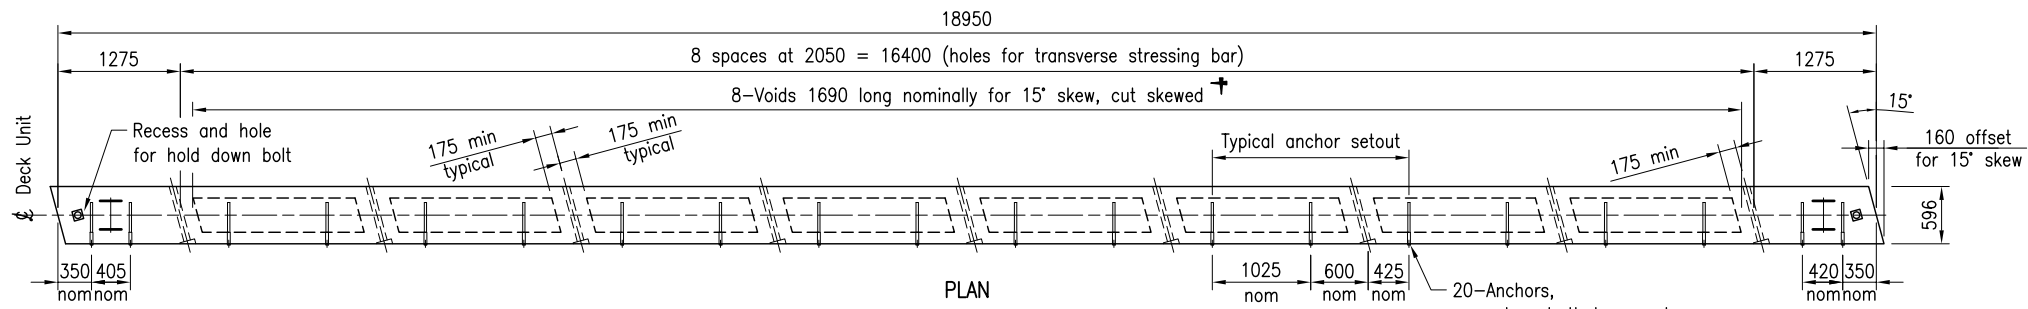 18950
8 spaces at 2050 = 16400 (holes for transverse stressing bar)
1275
1275
8-Voids 1690 long nominally for 15° skew, cut skewed
15°
Deck Unit
Recess and hole
for hold down bolt
175 min
typical
175 min
typical
Typical anchor setout
175 min
160 offset
for 15° skew
596
350
nom
405
nom
PLAN
1025
nom
600
nom
425
nom
20-Anchors,
420
nom
350
nom